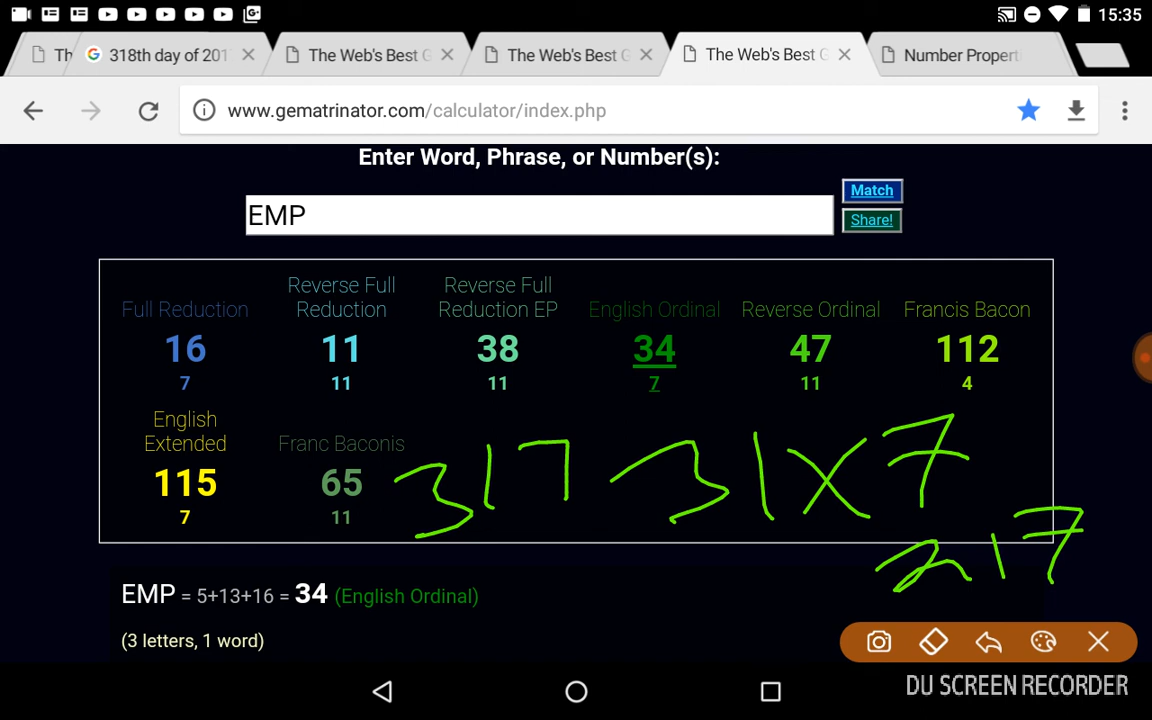 15:35
Th 318th day of 201 The Web's Best G The Web's Best G The Web's Best G Number Propert
www.gematrinator.com/calculator/index.php
Enter Word, Phrase, or Number(s):
EMP
Match
Share!
Full Reduction
16
7
Reverse Full
Reduction
11
11
Reverse Full
Reduction EP
38
11
English Ordinal
34
7
Reverse Ordinal
47
11
Francis Bacon
112
4
English
Extended
115
7
Franc Baconis
65
11
317 31x7
217
EMP = 5+13+16 = 34 (English Ordinal)
(3 letters, 1 word)
DU SCREEN RECORDER